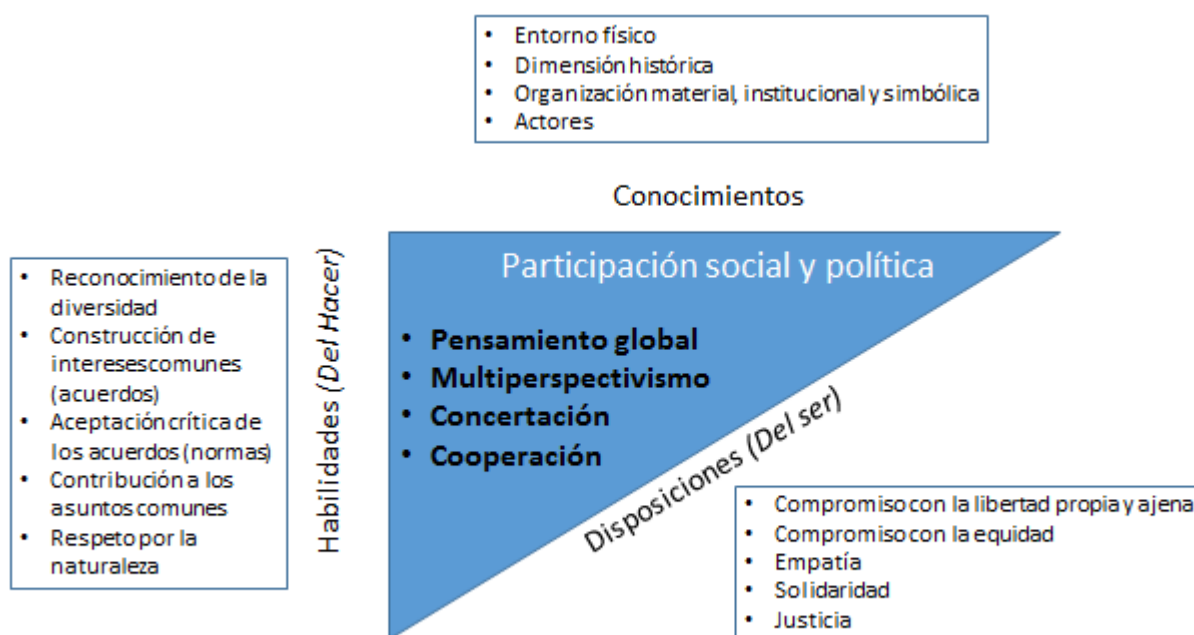 • Entorno físico
• Dimensión histórica
• Organización material, institucional y simbólica
• Actores
Conocimientos
Participación social y política
• Pensamiento global
• Multiperspectivismo
• Concertación
• Cooperación
Habilidades (Del Hacer)
• Reconocimiento de la
diversidad
• Construcción de
intereses comunes
(acuerdos)
• Aceptación crítica de
los acuerdos (normas)
• Contribución a los
asuntos comunes
• Respeto por la
naturaleza
Disposiciones (Del ser)
• Compromiso con la libertad propia y ajena
• Compromiso con la equidad
• Empatía
• Solidaridad
• Justicia